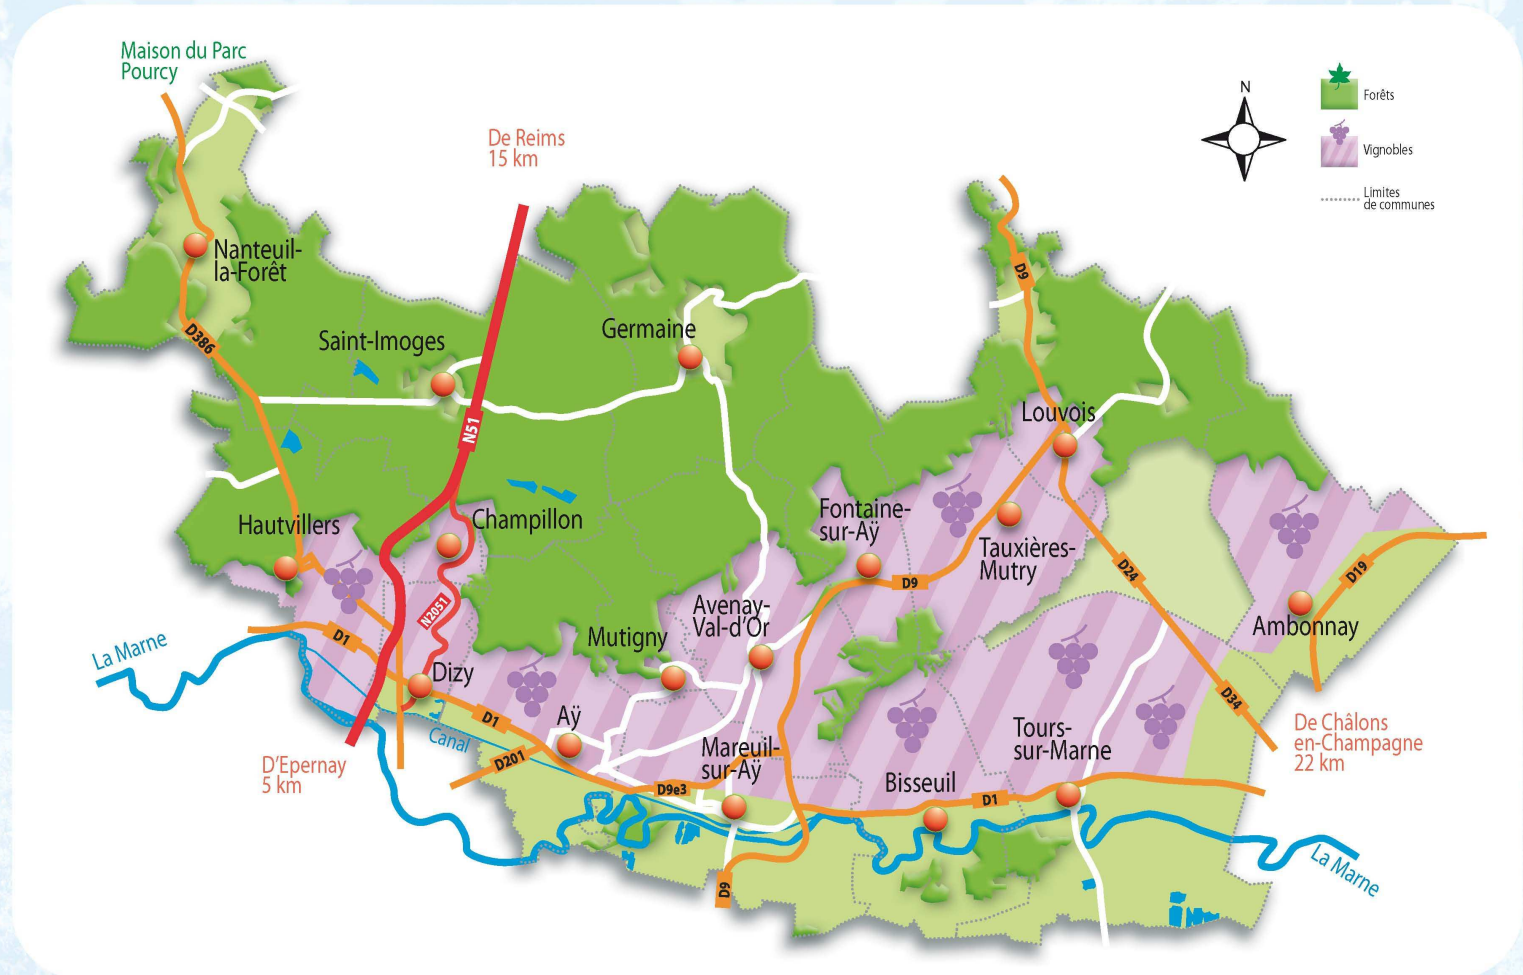 Maison du Parc
Pourcy
N
Forêts
De Reims
15 km
Vignobles
Limites
de communes
Nanteuil-
la-Forêt
D9
D386
Saint-Imoges
Germaine
Louvois
N51
Fontaine-
sur-Aÿ
Champillon
Hautvillers
Tauxières-
Mutry
D24
D19
D9
N2051
Avenay-
Val-d'Or
Ambonnay
D1
Mutigny
La Marne
Dizy
D34
D1
Aÿ
Canal
Tours-
sur-Marne
De Châlons
en-Champagne
22 km
Mareuil-
sur-Aÿ
D201
D'Epernay
5 km
D9e3
Bisseuil
D1
La Marne
D9